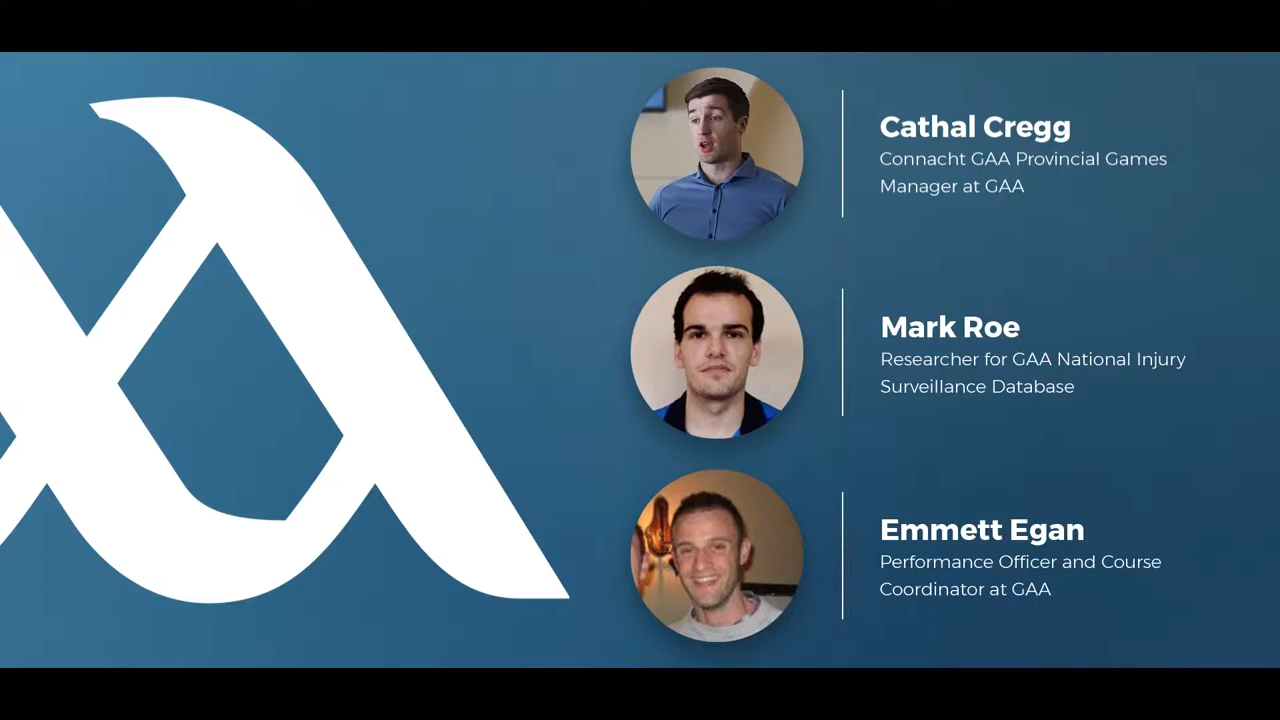 Cathal Cregg
Connacht GAA Provincial Games
Manager at GAA
Mark Roe
Researcher for GAA National Injury
Surveillance Database
Emmett Egan
Performance Officer and Course
Coordinator at GAA